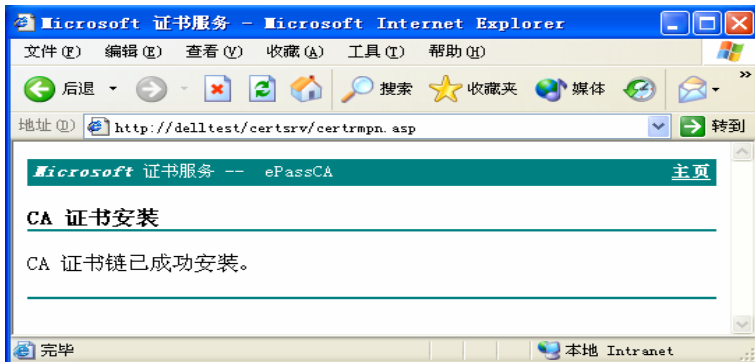 Microsoft 证书服务 - Microsoft Internet Explorer
文件(F) 编辑(E) 查看(V) 收藏(A) 工具(T) 帮助(H)
后退 搜索 收藏夹 媒体 »
地址(D) http://delltest/certsrv/certrmpn.asp 转到
Microsoft 证书服务 -- ePassCA 主页
CA 证书安装
CA 证书链已成功安装。
完毕 本地 Intranet